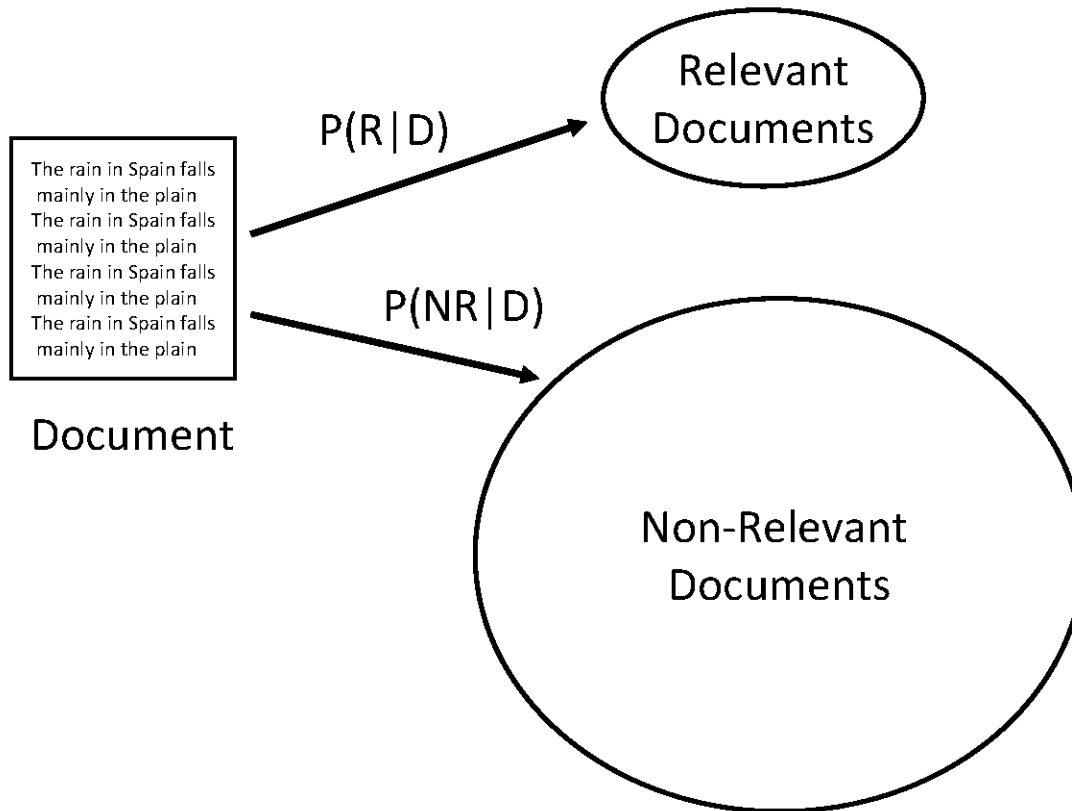 Relevant
Documents
P(R|D)
The rain in Spain falls
mainly in the plain
The rain in Spain falls
mainly in the plain
The rain in Spain falls
mainly in the plain
The rain in Spain falls
mainly in the plain
P(NR|D)
Document
Non-Relevant
Documents